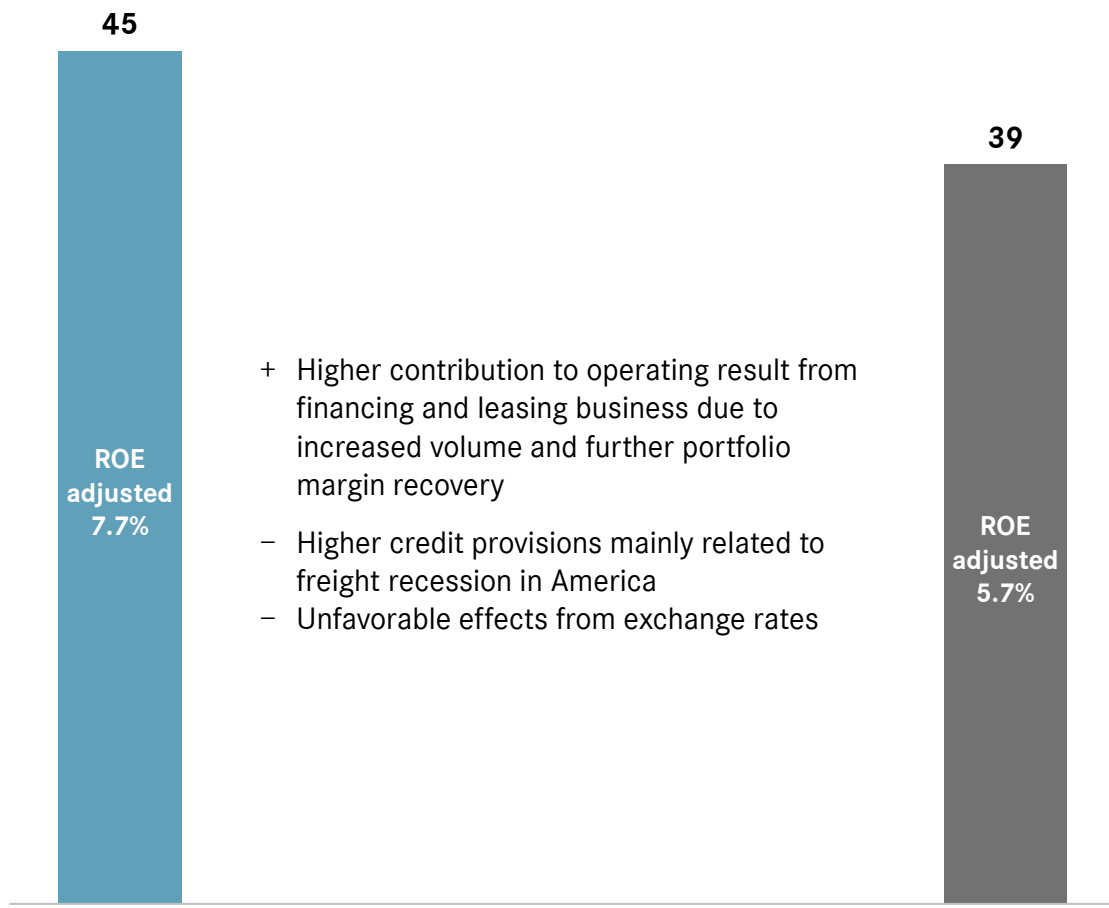 45
39
+ Higher contribution to operating result from
financing and leasing business due to
increased volume and further portfolio
margin recovery
– Higher credit provisions mainly related to
freight recession in America
– Unfavorable effects from exchange rates
ROE
adjusted
7.7%
ROE
adjusted
5.7%